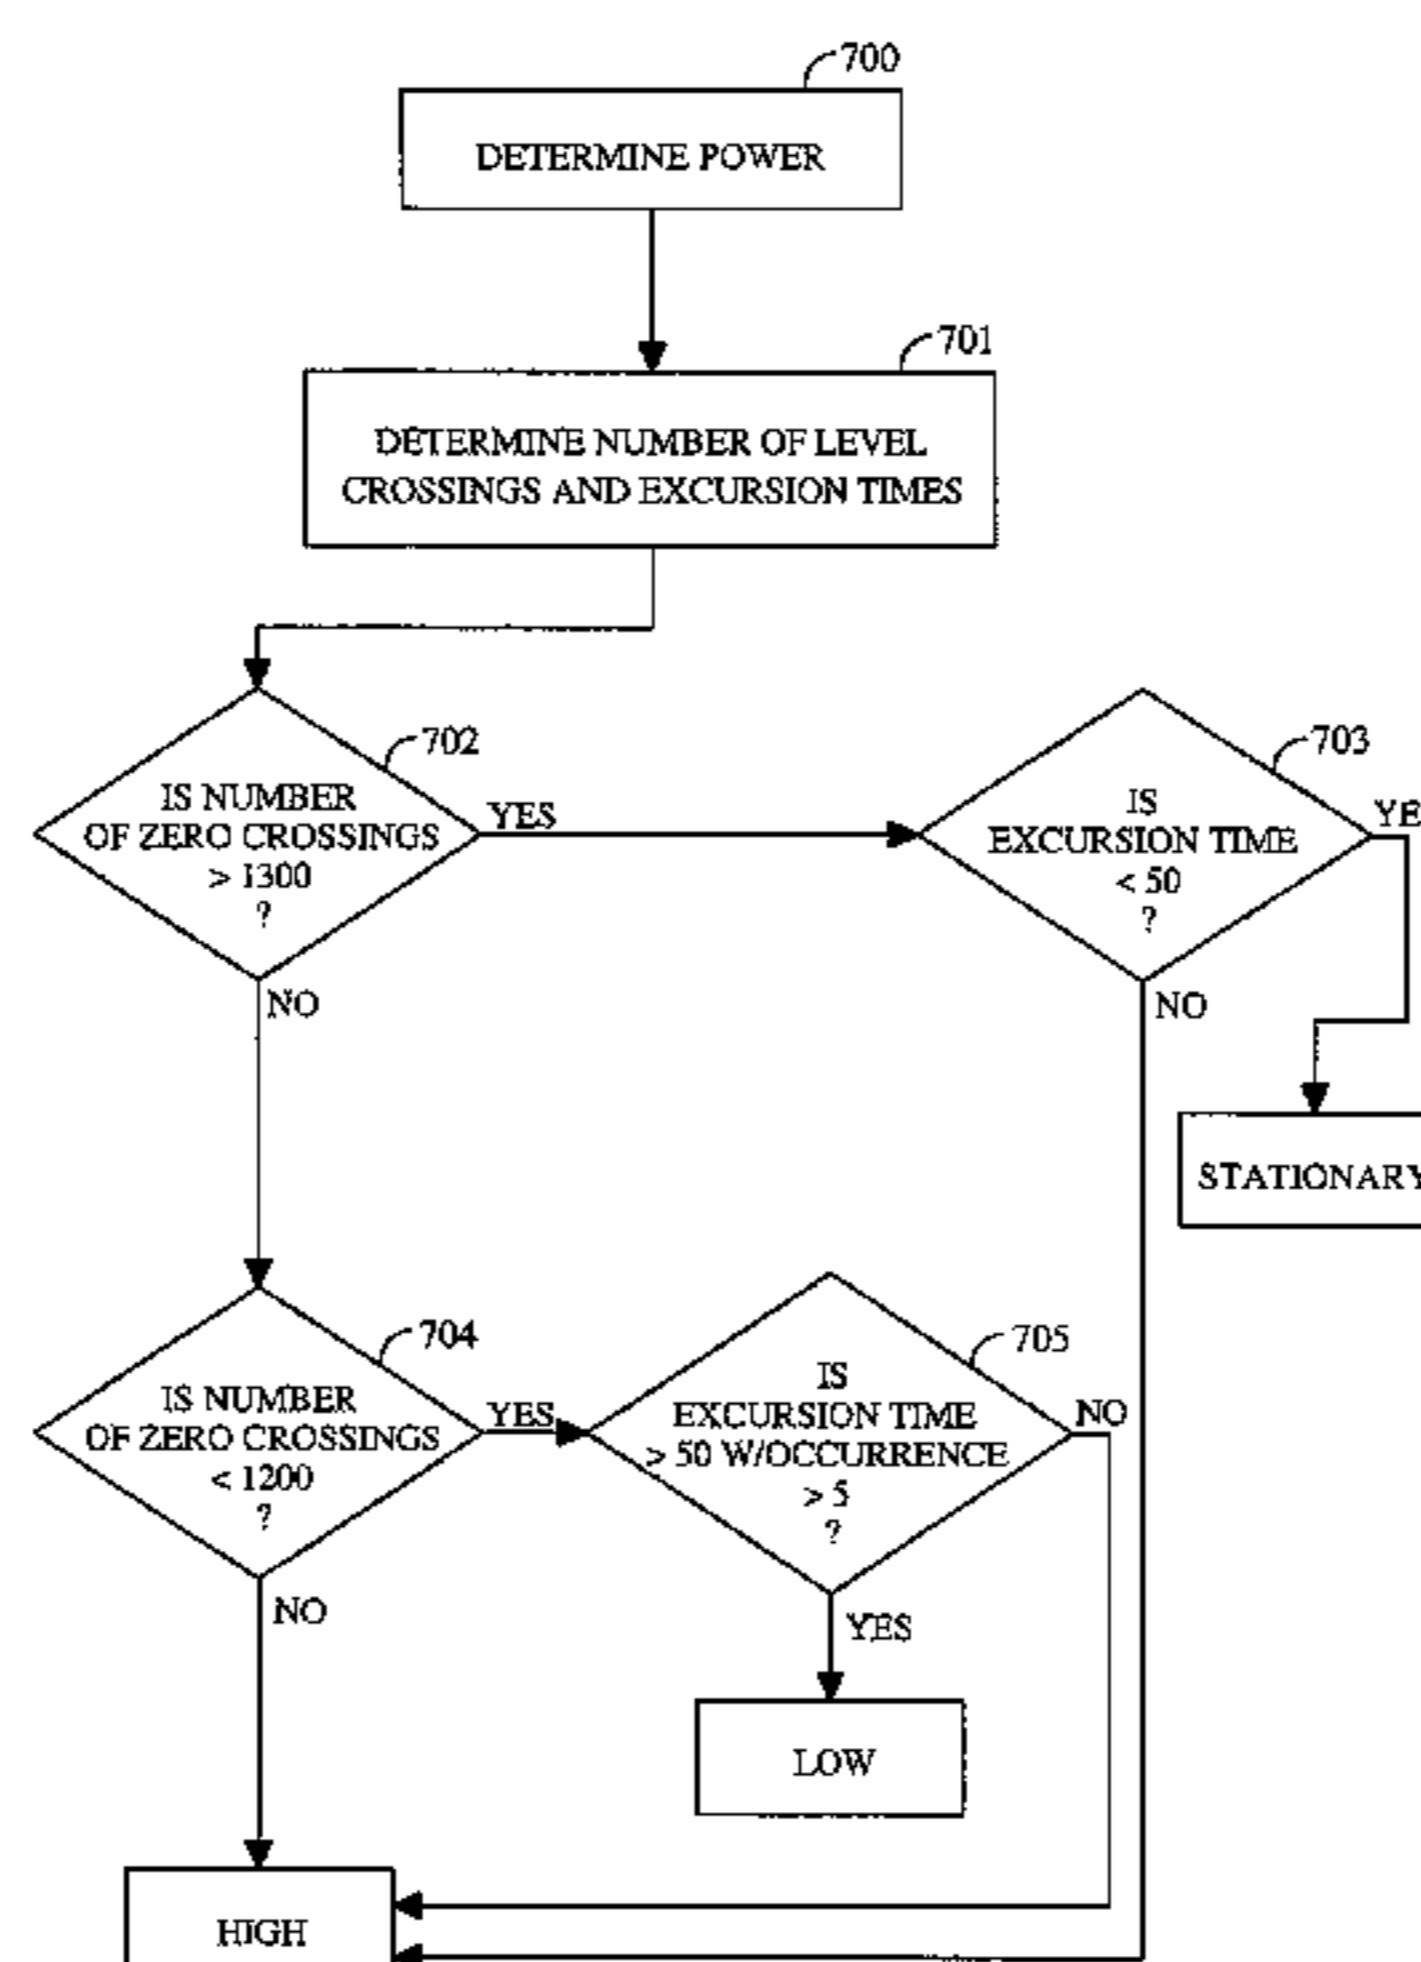 700
DETERMINE POWER
701
DETERMINE NUMBER OF LEVEL
CROSSINGS AND EXCURSION TIMES
702
IS NUMBER
OF ZERO CROSSINGS
> 1300
?
YES
NO
703
IS
EXCURSION TIME
< 50
?
YE
NO
STATIONARY
704
IS NUMBER
OF ZERO CROSSINGS
< 1200
?
YES
NO
705
IS
EXCURSION TIME
> 50 W/OCCURRENCE
> 5
?
NO
YES
LOW
HIGH